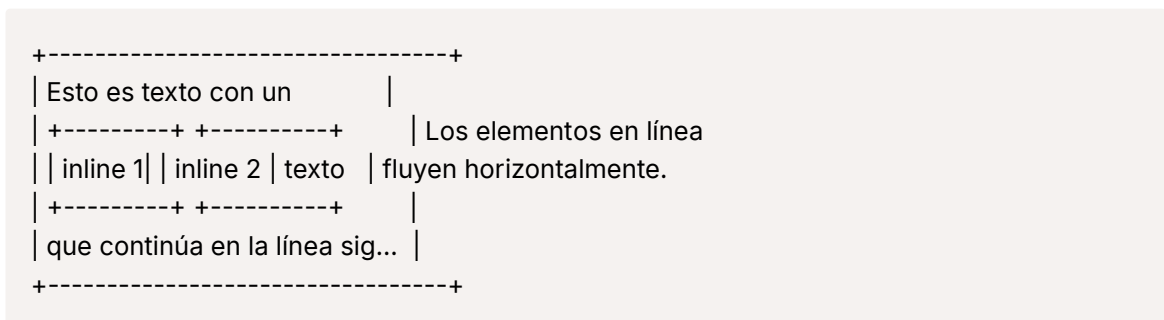 +----------------------------------+
| Esto es texto con un             |
| +---------+ +----------+         | Los elementos en línea
| | inline 1| | inline 2 | texto   | fluyen horizontalmente.
| +---------+ +----------+         |
| que continúa en la línea sig...  |
+----------------------------------+